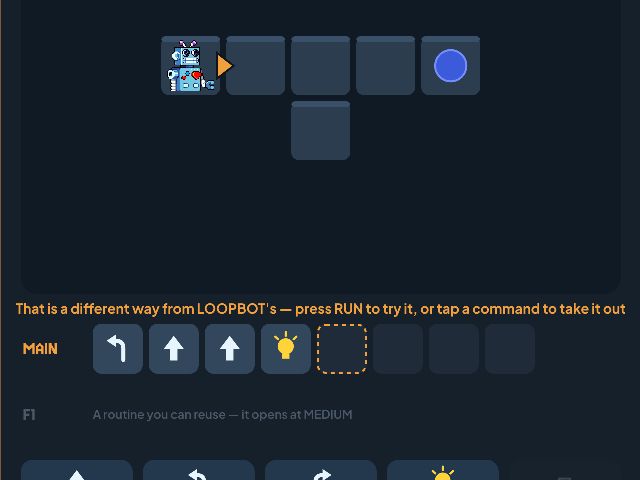 That is a different way from LOOPBOT's — press RUN to try it, or tap a command to take it out
MAIN
F1
A routine you can reuse — it opens at MEDIUM